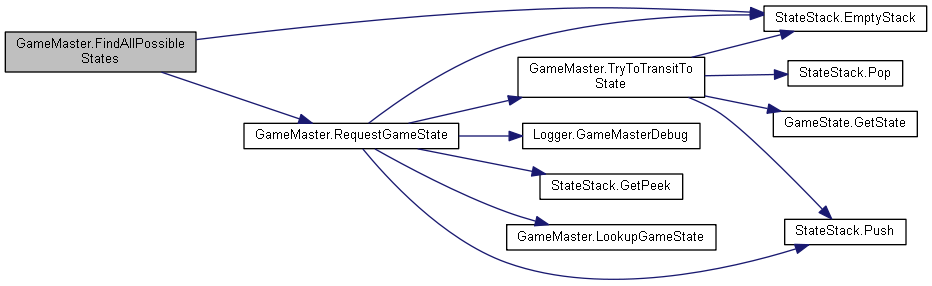 GameMaster.FindAllPossible
States
StateStack.EmptyStack
GameMaster.TryToTransitTo
State
StateStack.Pop
GameState.GetState
GameMaster.RequestGameState
Logger.GameMasterDebug
StateStack.GetPeek
GameMaster.LookupGameState
StateStack.Push